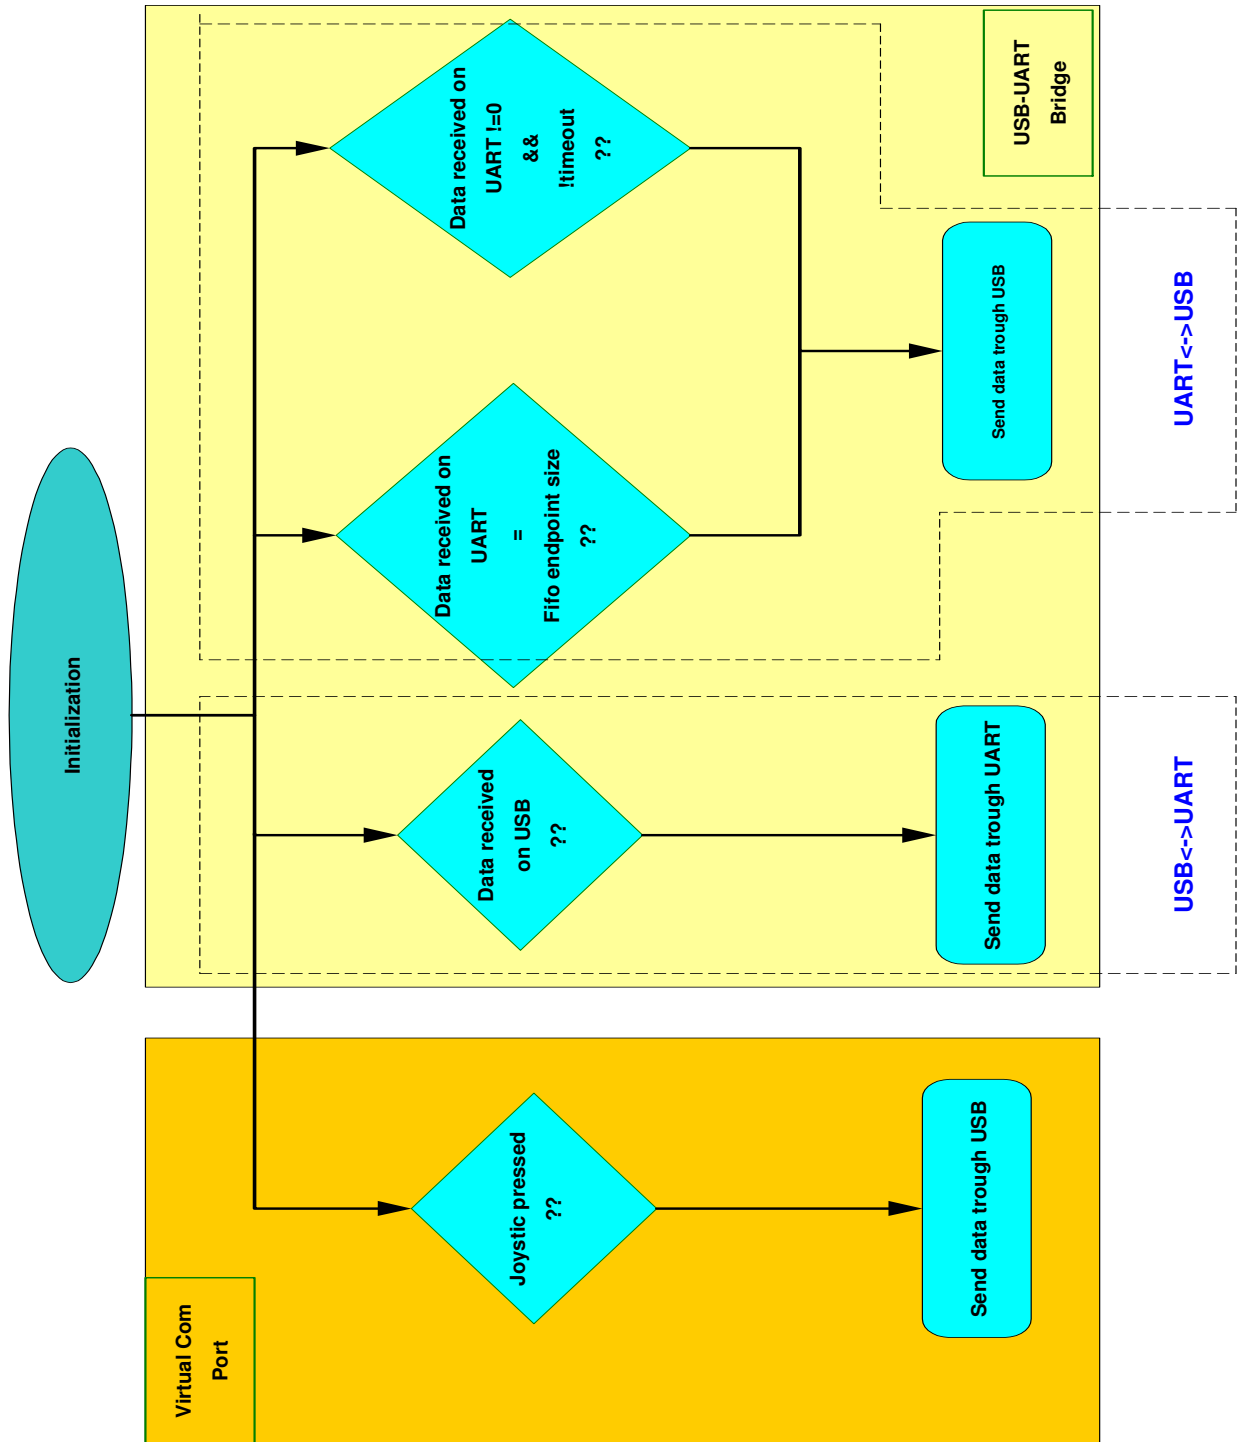 Initialization
Virtual Com
Port
Joystic pressed
??
Send data trough USB
Data received
on USB
??
Send data trough UART
USB<->UART
Data received on
UART
=
Fifo endpoint size
??
Data received on
UART !=0
&&
!timeout
??
Send data trough USB
UART<->USB
USB-UART
Bridge